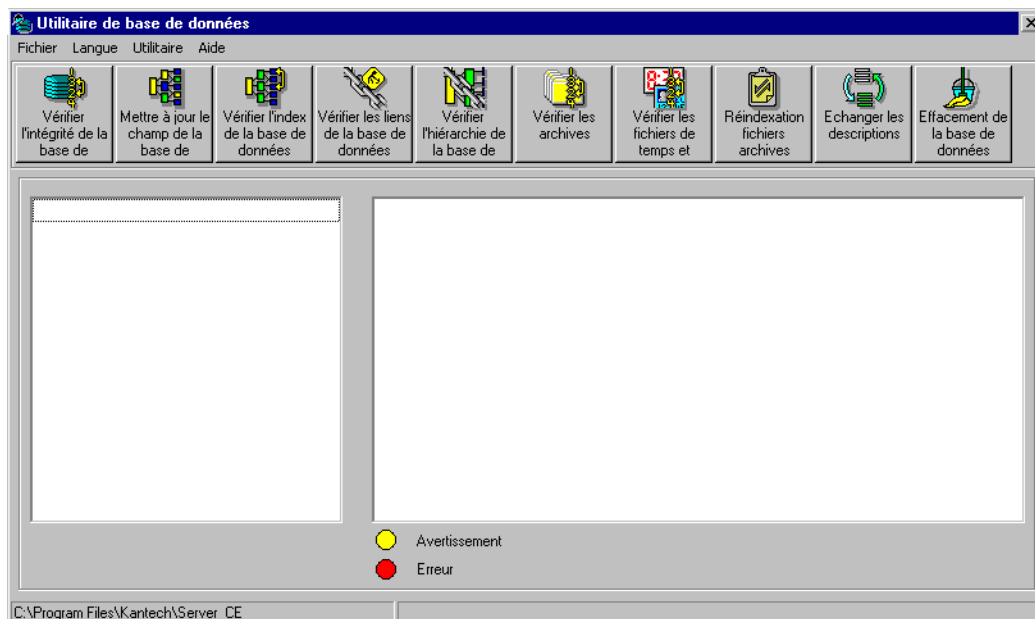 Utilitaire de base de données
Fichier Langue Utilitaire Aide
Vérifier
l'intégrité de la
base de
Mettre à jour le
champ de la
base de
Vérifier l'index
de la base de
données
Vérifier les liens
de la base de
données
Vérifier
l'hiérarchie de
la base de
Vérifier les
archives
Vérifier les
fichiers de
temps et
Réindexation
fichiers
archives
Echanger les
descriptions
Effacement de
la base de
données
Avertissement
Erreur
C:\Program Files\Kantech\Server_CE